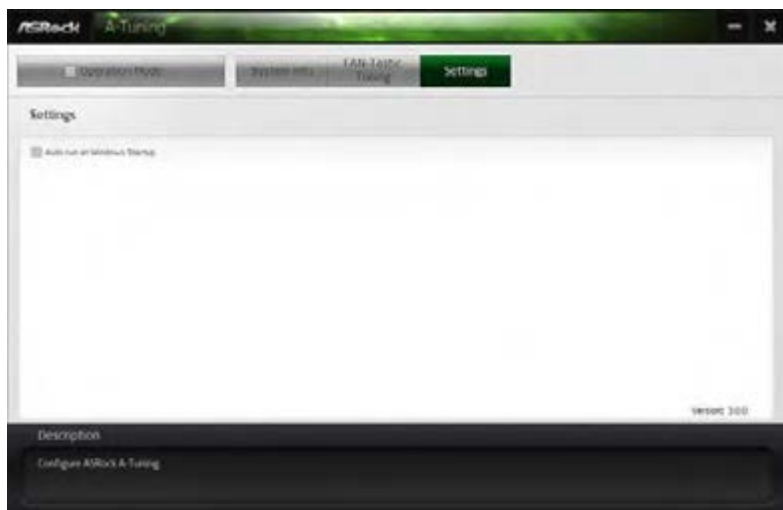 ASRock A-Tuning
Operation Mode
System Info
FAN-Tastic
Tuning
Settings
Settings
Auto run at Windows Startup
Version: 3.0.0
Description
Configure ASRock A-Tuning